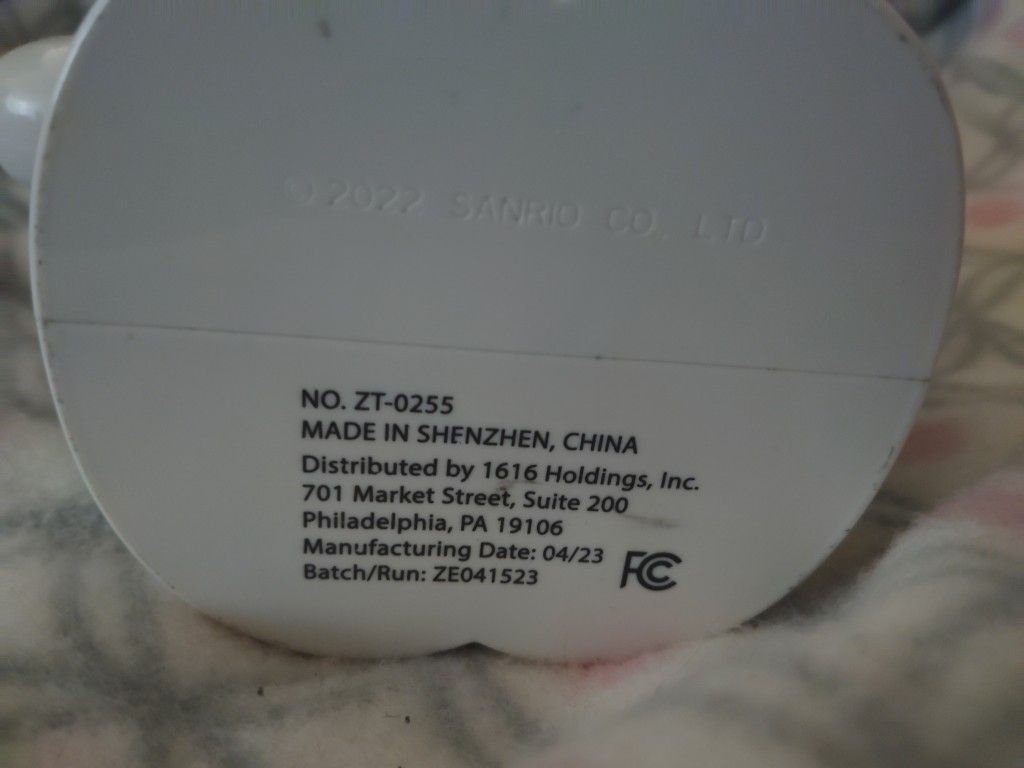 © 2022 SANRIO CO. LTD
NO. ZT-0255
MADE IN SHENZHEN, CHINA
Distributed by 1616 Holdings, Inc.
701 Market Street, Suite 200
Philadelphia, PA 19106
Manufacturing Date: 04/23
Batch/Run: ZE041523
FC